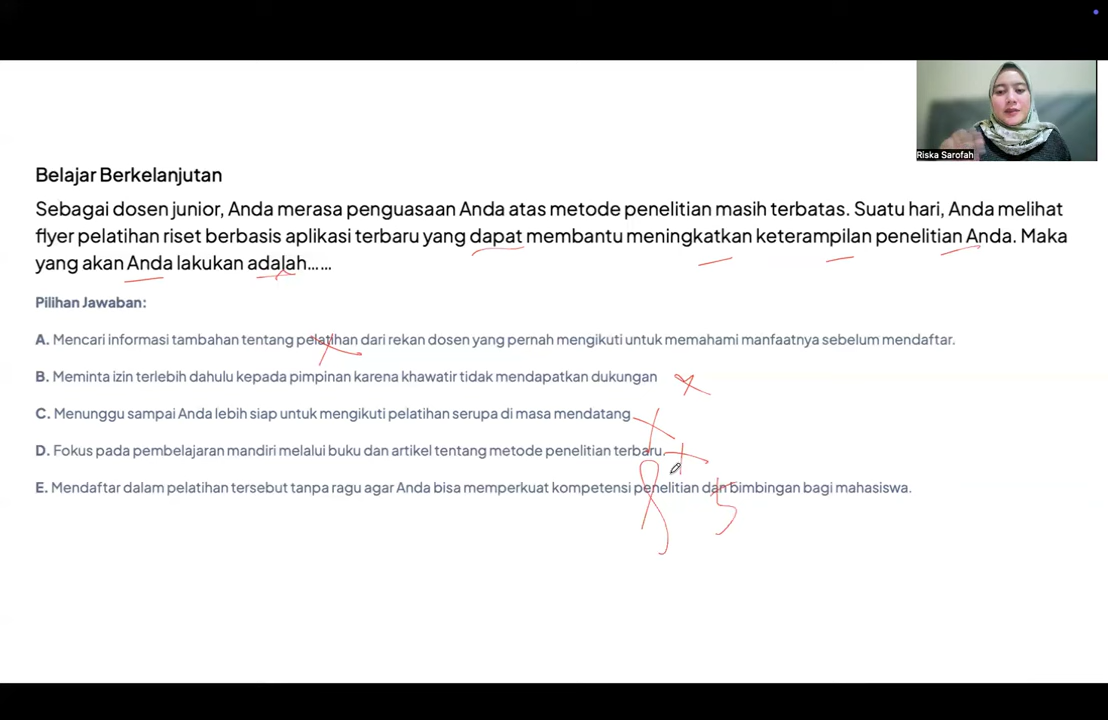 Riska Sarofah
Belajar Berkelanjutan
Sebagai dosen junior, Anda merasa penguasaan Anda atas metode penelitian masih terbatas. Suatu hari, Anda melihat
flyer pelatihan riset berbasis aplikasi terbaru yang dapat membantu meningkatkan keterampilan penelitian Anda. Maka
yang akan Anda lakukan adalah......
Pilihan Jawaban:
A. Mencari informasi tambahan tentang pelatihan dari rekan dosen yang pernah mengikuti untuk memahami manfaatnya sebelum mendaftar.
B. Meminta izin terlebih dahulu kepada pimpinan karena khawatir tidak mendapatkan dukungan
C. Menunggu sampai Anda lebih siap untuk mengikuti pelatihan serupa di masa mendatang
D. Fokus pada pembelajaran mandiri melalui buku dan artikel tentang metode penelitian terbaru.
E. Mendaftar dalam pelatihan tersebut tanpa ragu agar Anda bisa memperkuat kompetensi penelitian dan bimbingan bagi mahasiswa.
5